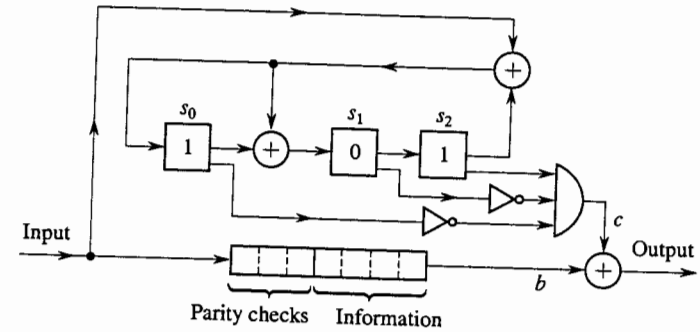 +
s0
s1
s2
1
+
0
1
c
Input
Output
b
+
Parity checks
Information